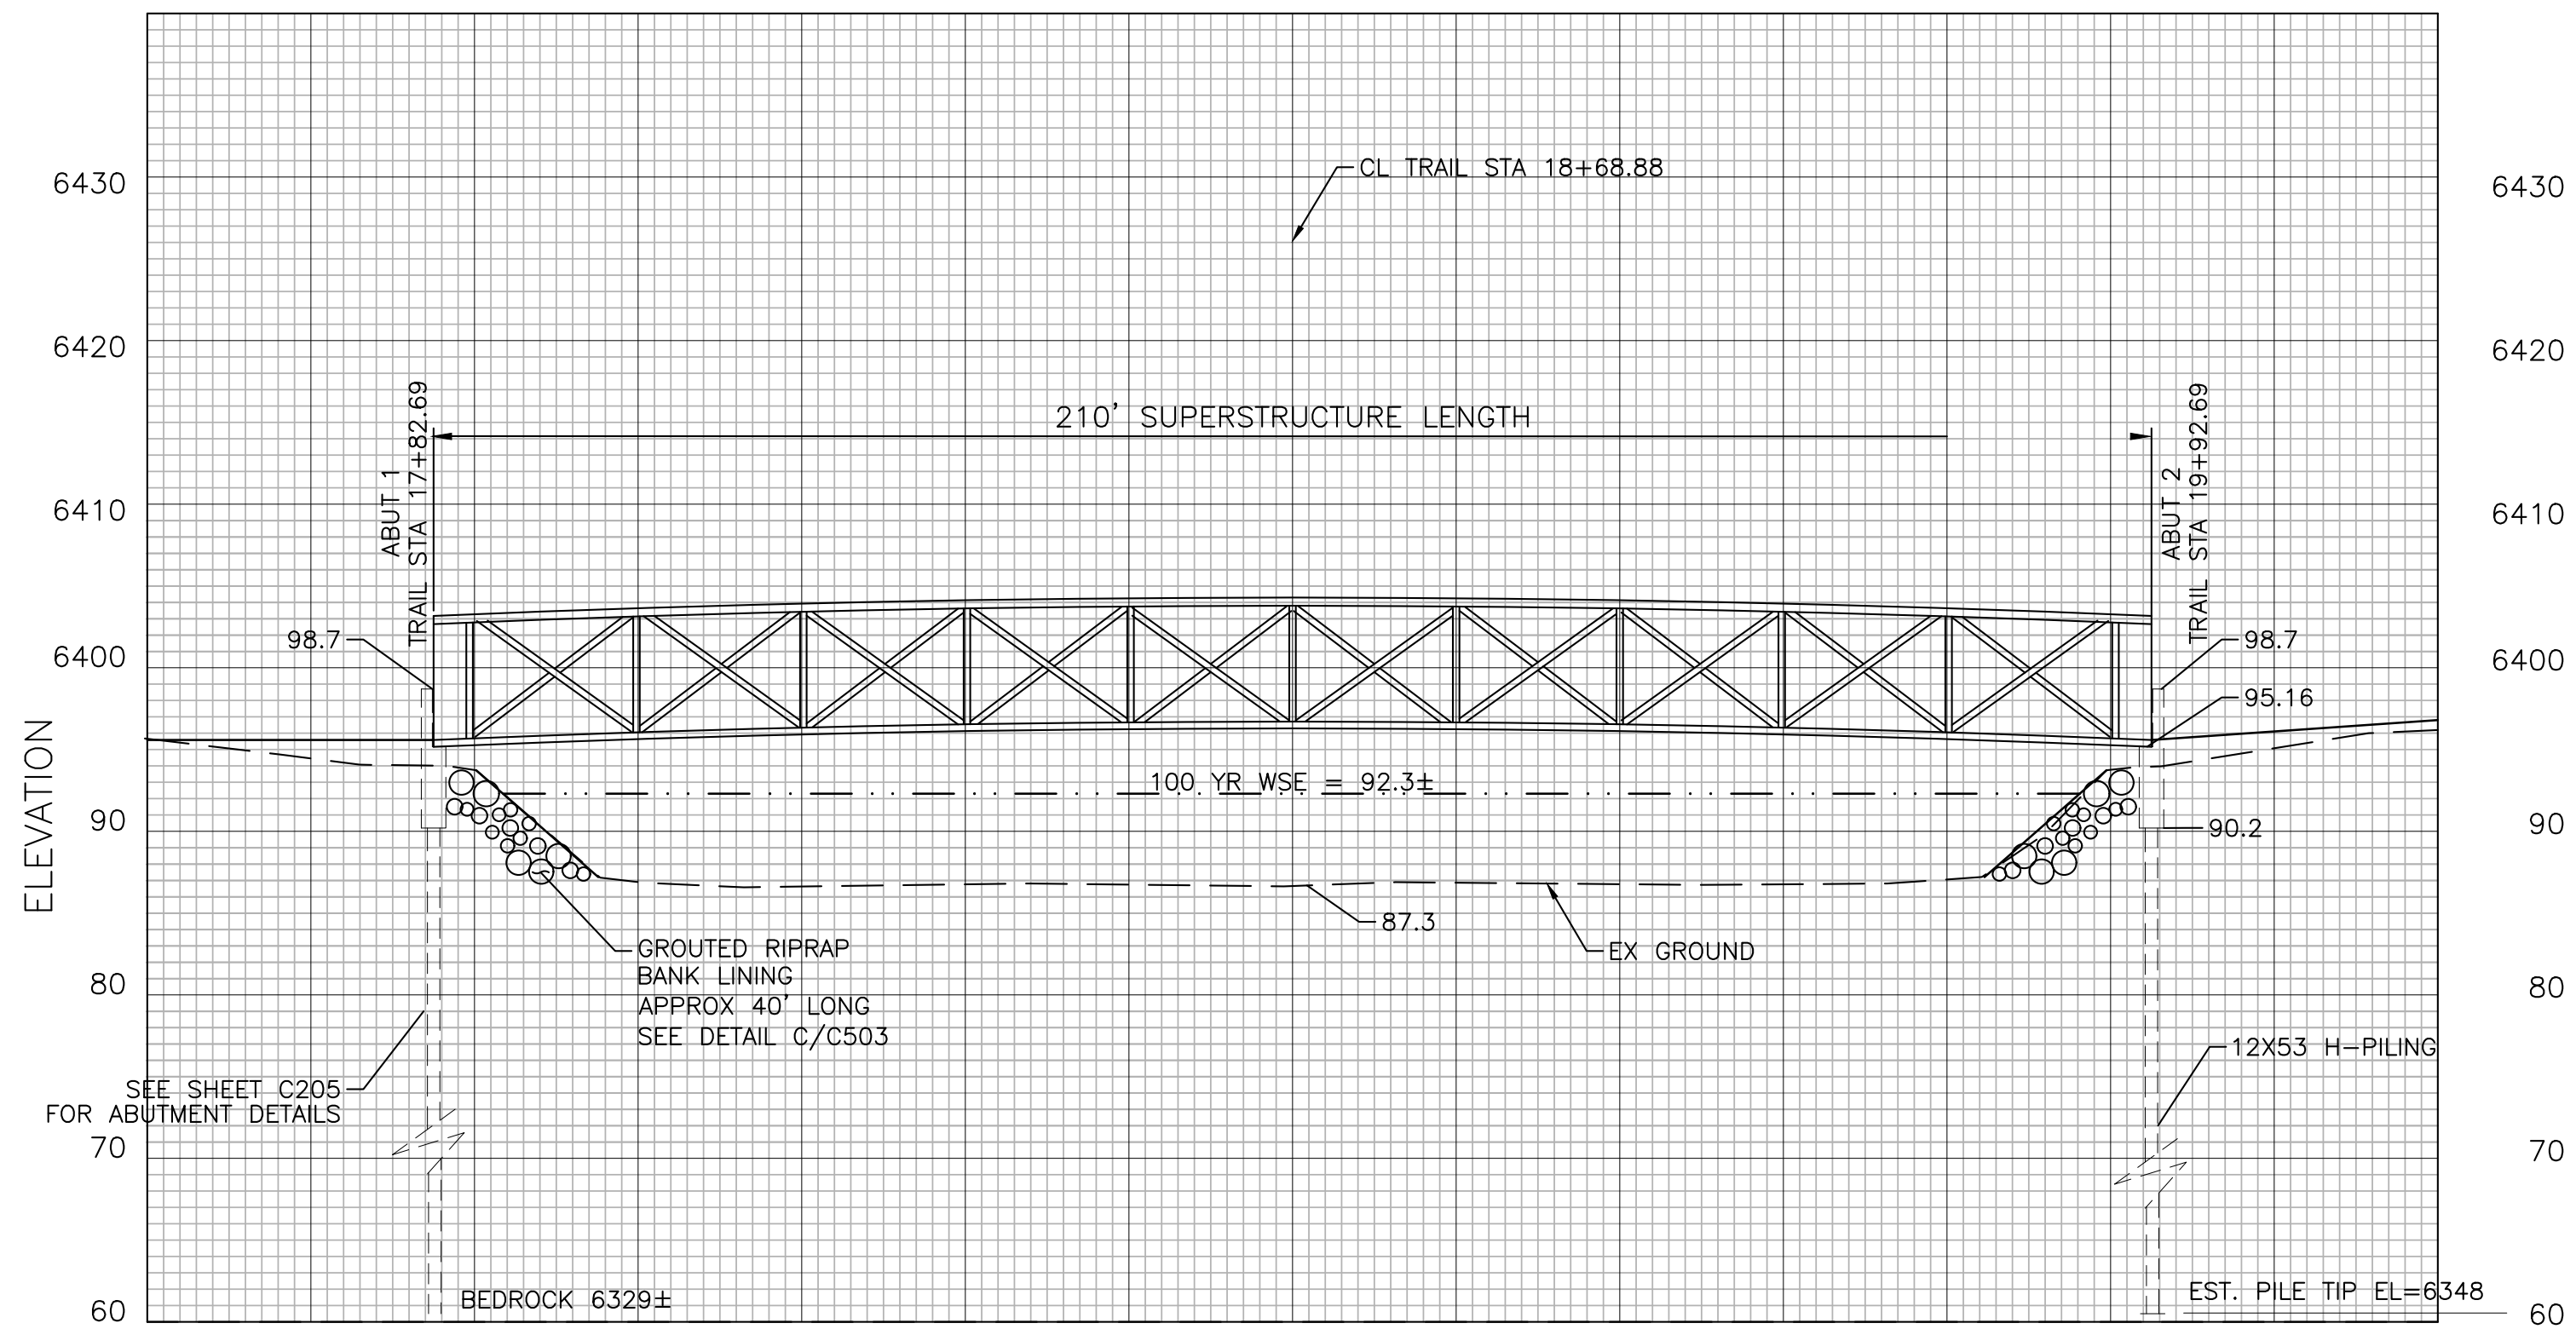 6430
CL TRAIL STA 18+68.88
6430
6420
6420
210' SUPERSTRUCTURE LENGTH
ABUT 1
TRAIL STA 17+82.69
ABUT 2
TRAIL STA 19+92.69
6410
6410
98.7
98.7
6400
6400
95.16
ELEVATION
100 YR WSE = 92.3±
90
90.2
90
87.3
GROUTED RIPRAP
BANK LINING
APPROX 40' LONG
SEE DETAIL C/C503
EX GROUND
80
80
12X53 H-PILING
SEE SHEET C205
FOR ABUTMENT DETAILS
70
70
BEDROCK 6329±
EST. PILE TIP EL=6348
60
60